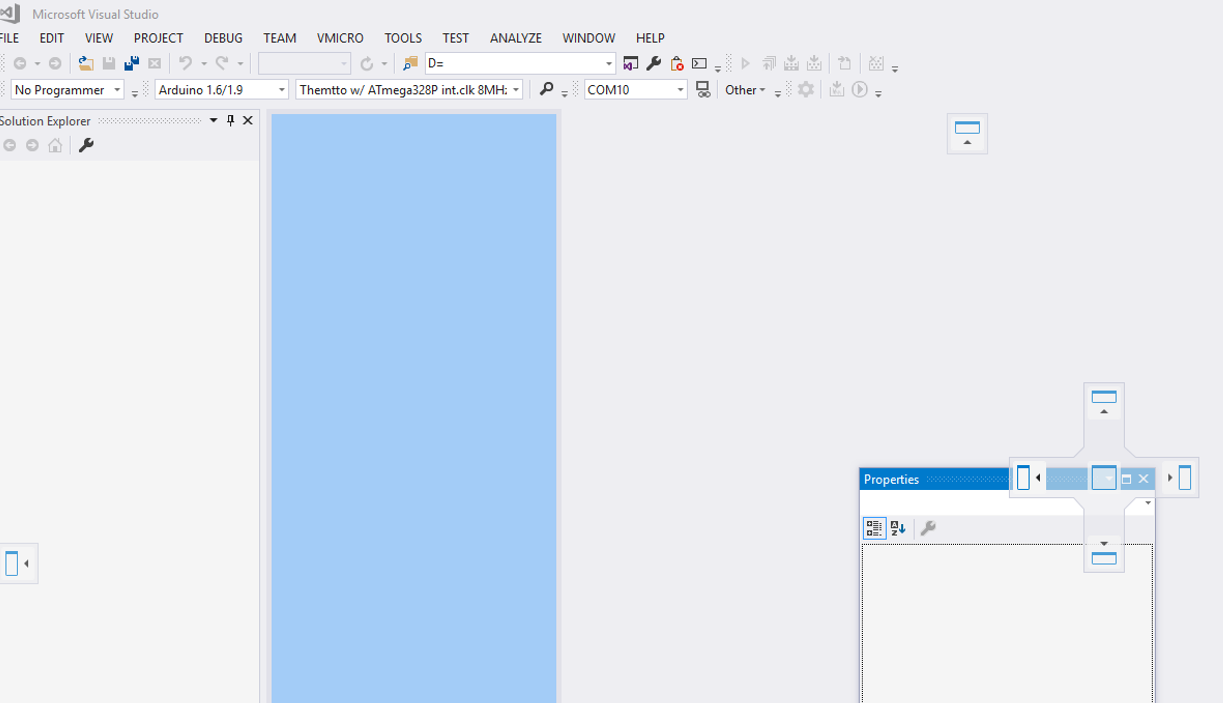 Microsoft Visual Studio
FILE EDIT VIEW PROJECT DEBUG TEAM VMICRO TOOLS TEST ANALYZE WINDOW HELP
D=
No Programmer Arduino 1.6/1.9 Themtto w/ ATmega328P int.clk 8MH; COM10 Other
Solution Explorer
Properties